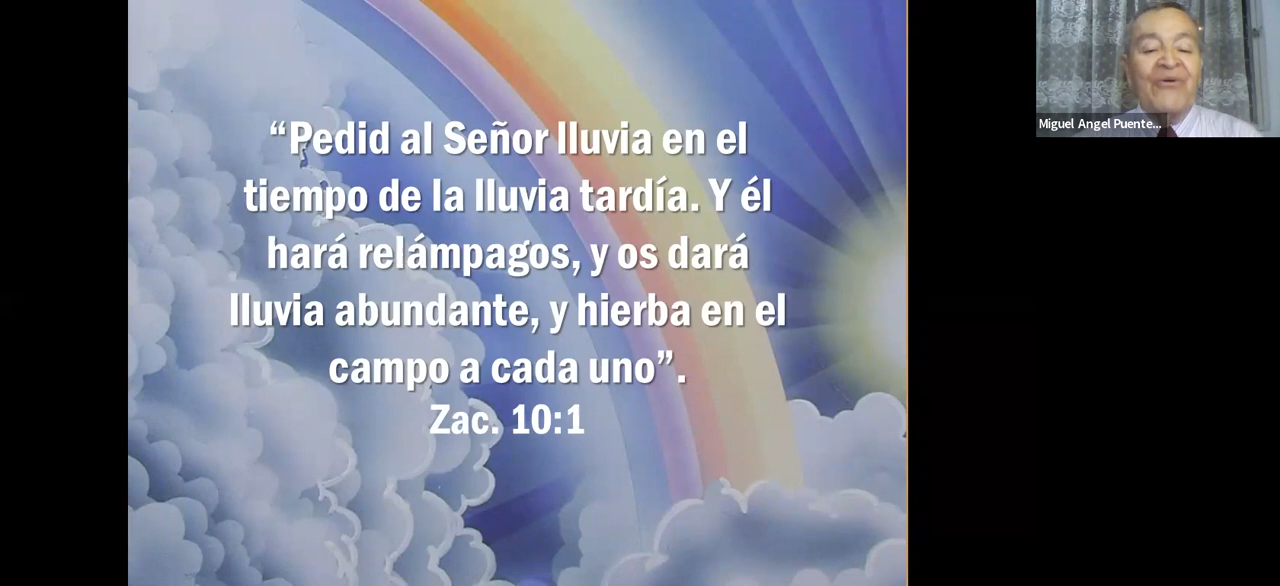 “Pedid al Señor lluvia en el
tiempo de la lluvia tardía. Y él
hará relámpagos, y os dará
lluvia abundante, y hierba en el
campo a cada uno”.
Zac. 10:1
Miguel Angel Puente...